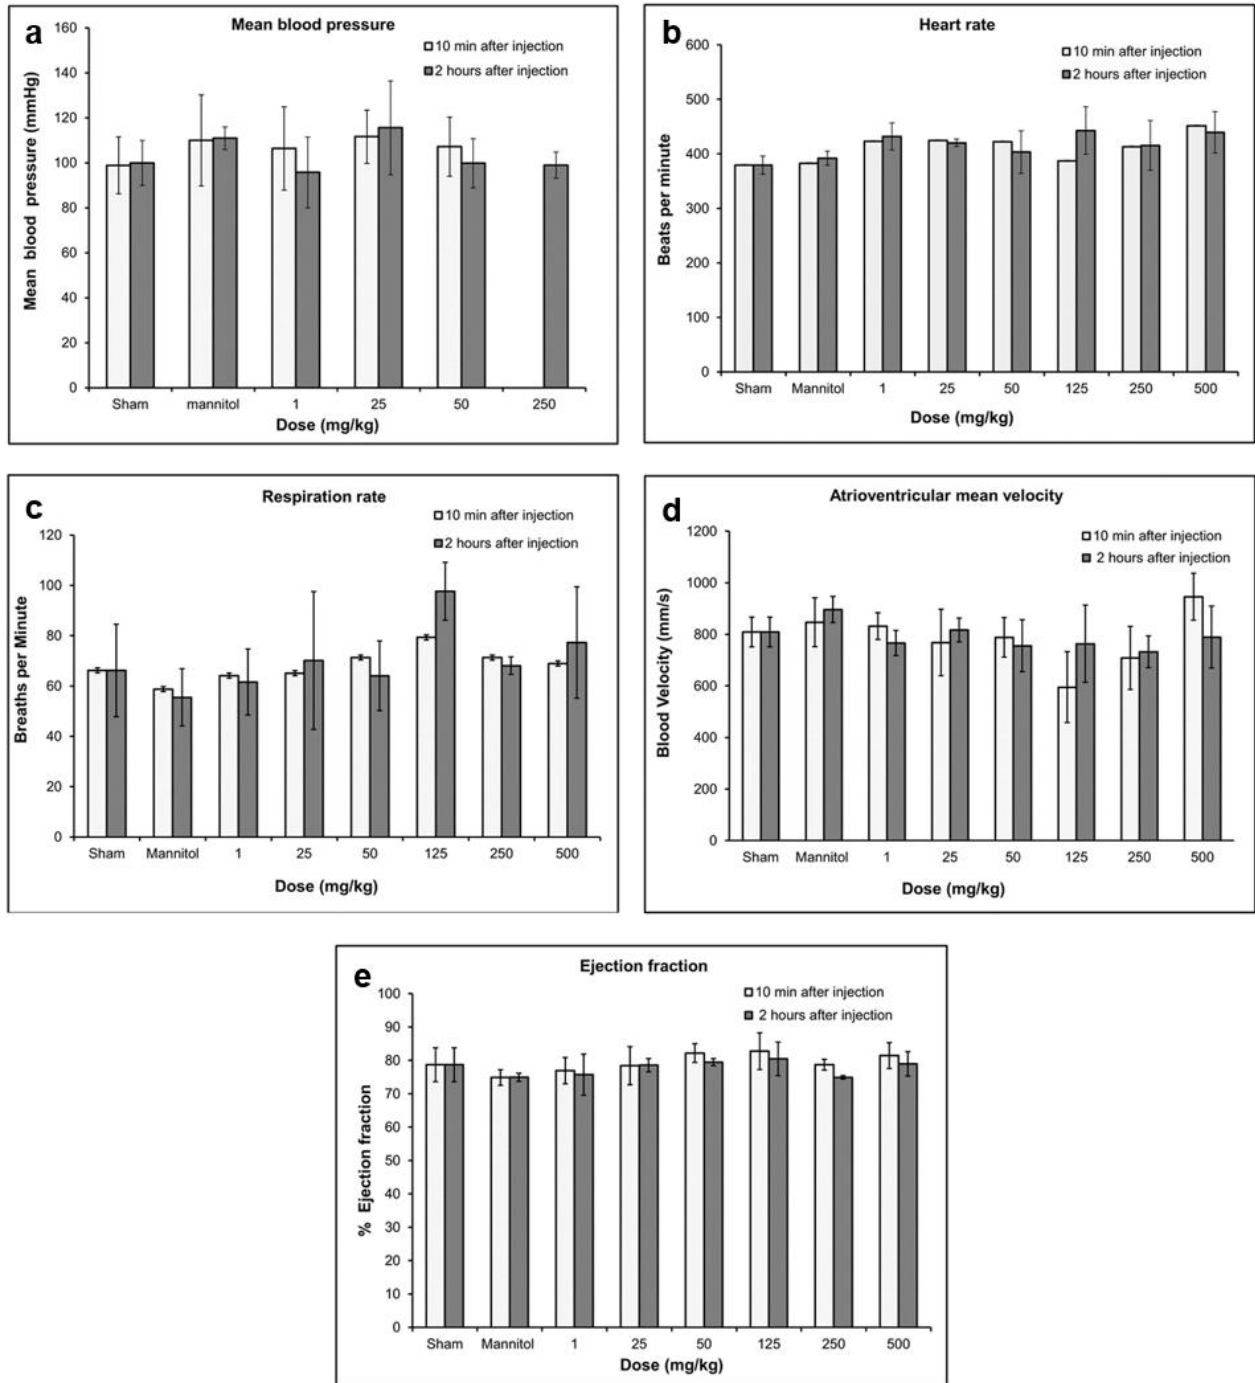 a
Mean blood pressure
10 min after injection
2 hours after injection
Mean blood pressure (mmHg)
160
140
120
100
80
60
40
20
0
Sham mannitol 1 25 50 250
Dose (mg/kg)
b
Heart rate
10 min after injection
2 hours after injection
Beats per minute
600
500
400
300
200
100
0
Sham Mannitol 1 25 50 125 250 500
Dose (mg/kg)
c
Respiration rate
10 min after injection
2 hours after injection
Breaths per Minute
120
100
80
60
40
20
0
Sham Mannitol 1 25 50 125 250 500
Dose (mg/kg)
d
Atrioventricular mean velocity
10 min after injection
2 hours after injection
Blood Velocity (mm/s)
1200
1000
800
600
400
200
0
Sham Mannitol 1 25 50 125 250 500
Dose (mg/kg)
e
Ejection fraction
10 min after injection
2 hours after injection
% Ejection fraction
100
90
80
70
60
50
40
30
20
10
0
Sham Mannitol 1 25 50 125 250 500
Dose (mg/kg)